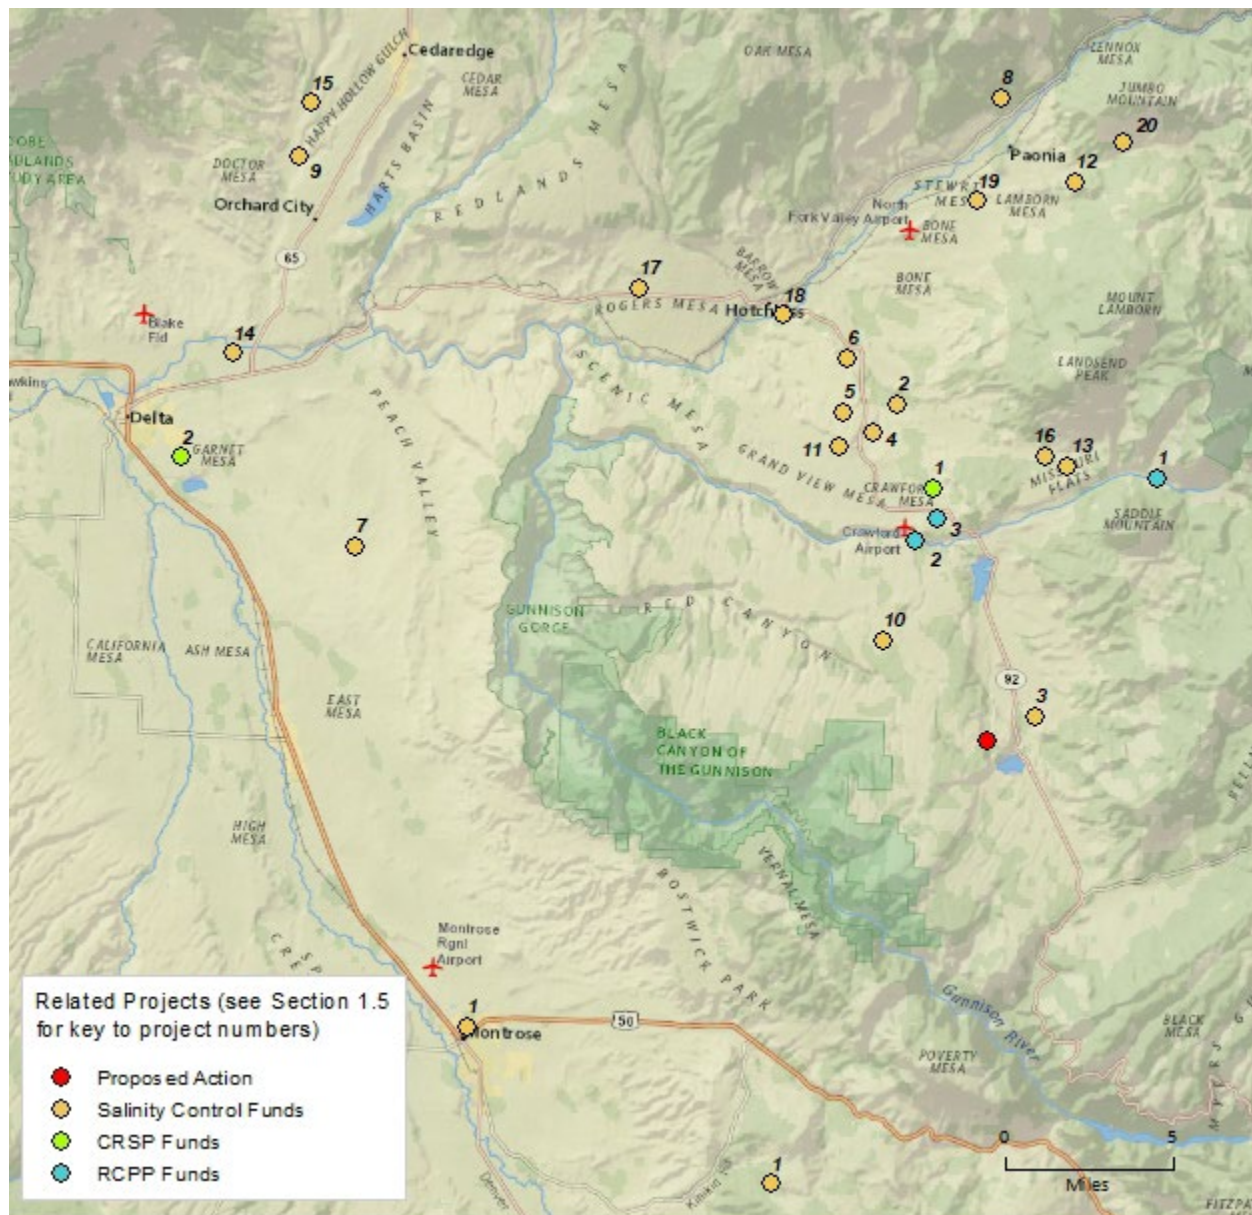 Cedaredge
OAK MESA
LENNOX
MESA
HAPPY HOLLOW GULCH
CEDAR
MESA
15
8
JUMBO
MOUNTAIN
20
HARTS BASIN
REDLANDS MESA
DOCTOR
MESA
9
Paonia
12
STEWRT
MESA
19
LAMBORN
MESA
Orchard City
North
Fork Valley Airport
BONE
MESA
65
BARROW
MESA
17
BONE
MESA
18
ROGERS MESA
Hotchkiss
MOUNT
LAMBORN
Blake
Fld
14
6
SCENIC MESA
LANDSEND
PEAK
Delta
PEACH VALLEY
5
2
2
GARNET
MESA
4
11
GRAND VIEW MESA
16
13
1
MISSOURI
FLATS
1
CRAWFORD
MESA
3
SADDLE
MOUNTAIN
7
Crawford
Airport
2
GUNNISON
GORGE
RED CANYON
10
CALIFORNIA
MESA
ASH MESA
92
EAST
MESA
3
BLACK
CANYON OF
THE GUNNISON
HIGH
MESA
VERNAL MESA
BOSTWICK PARK
Montrose
Rgnl
Airport
Gunnison River
BLACK
MESA
1
Montrose
50
POVERTY
MESA
Related Projects (see Section 1.5
for key to project numbers)
Proposed Action
Salinity Control Funds
CRSP Funds
RCPP Funds
0 5
Miles
1